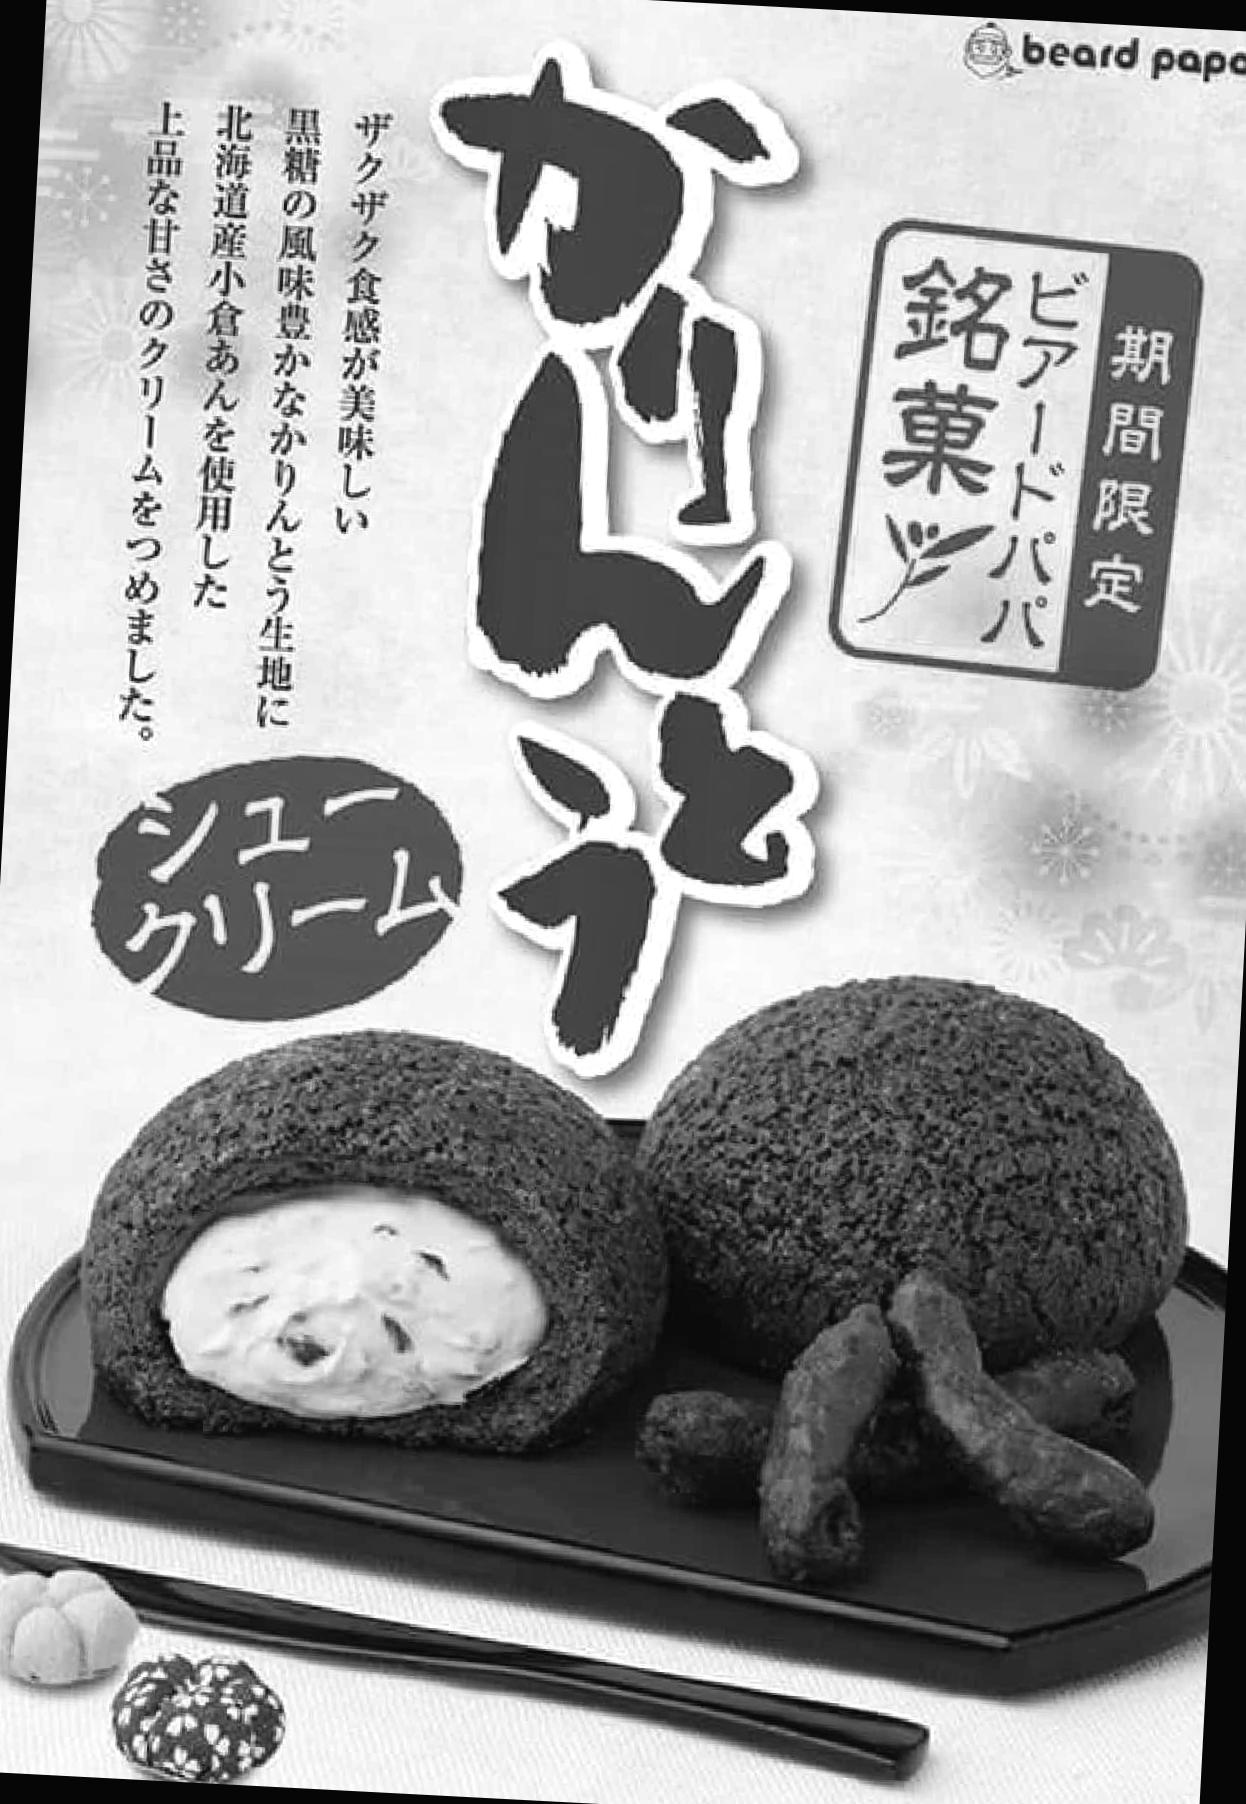 beard papa
期間限定
ビアードパパ
銘菓
かりんとう
ザクザク食感が美味しい
黒糖の風味豊かなかりんとう生地に
北海道産小倉あんを使用した
上品な甘さのクリームをつめました。
シュー
クリーム